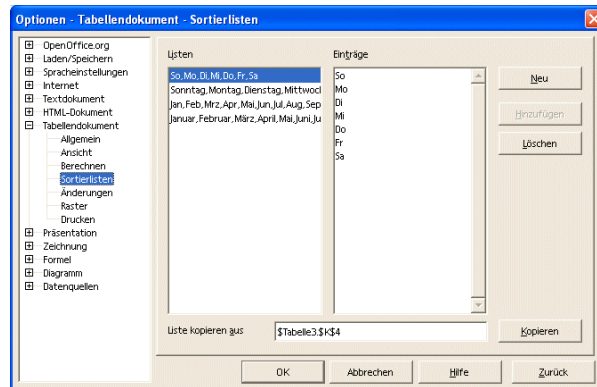 Optionen - Tabellendokument - Sortierlisten
OpenOffice.org
Laden/Speichern
Spracheinstellungen
Internet
Textdokument
HTML-Dokument
Tabellendokument
Allgemein
Ansicht
Berechnen
Sortierlisten
Änderungen
Raster
Drucken
Präsentation
Zeichnung
Formel
Diagramm
Datenquellen
Listen
So,Mo,Di,Mi,Do,Fr,Sa
Sonntag,Montag,Dienstag,Mittwocl
Jan,Feb,Mrz,Apr,Mai,Jun,Jul,Aug,Sep
Januar,Februar,März,April,Mai,Juni,Ju
Einträge
So
Mo
Di
Mi
Do
Fr
Sa
Neu
Hinzufügen
Löschen
Liste kopieren aus
$Tabelle3.$K$4
Kopieren
OK
Abbrechen
Hilfe
Zurück